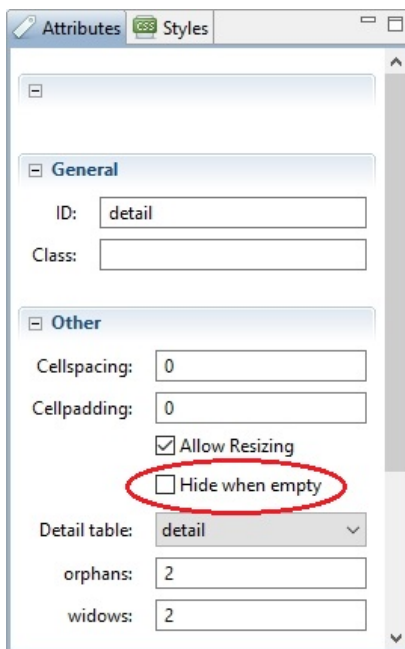 Attributes CSS Styles
General
ID: detail
Class:
Other
Cellspacing: 0
Cellpadding: 0
Allow Resizing
Hide when empty
Detail table: detail
orphans: 2
widows: 2